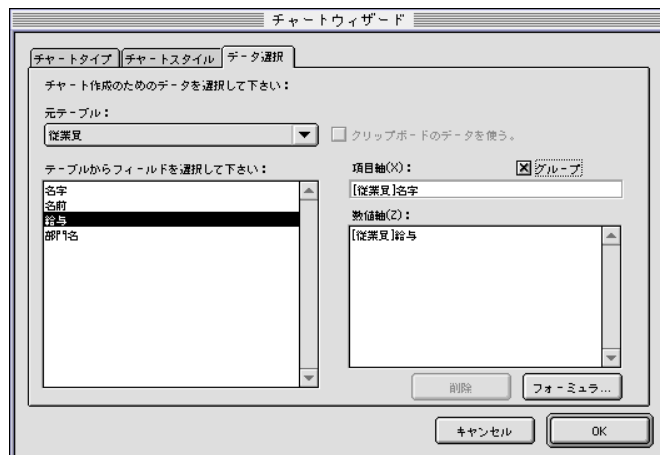 チャートウィザード
チャートタイプ チャートスタイル データ選択
チャート作成のためのデータを選択して下さい：
元テーブル：
従業員 クリップボードのデータを使う。
テーブルからフィールドを選択して下さい： 項目軸(X)： グループ
名字 [従業員]名字
名前
給与 数値軸(Z)：
部門名 [従業員]給与
削除 フォーミュラ...
キャンセル OK